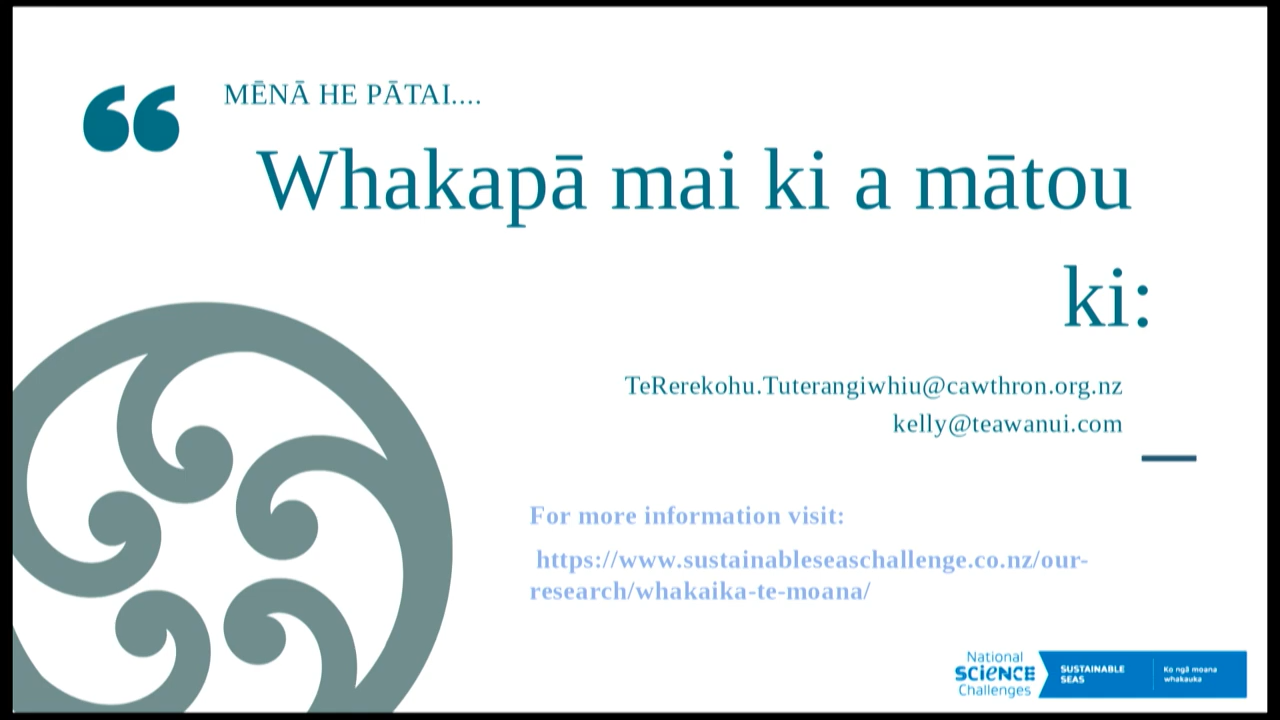 MĒNĀ HE PĀTAI....
Whakapā mai ki a mātou
ki:
TeRerekohu.Tuterangiwhiu@cawthron.org.nz
kelly@teawanui.com
For more information visit:
https://www.sustainableseaschallenge.co.nz/our-
research/whakaika-te-moana/
National
SCIENCE
Challenges
SUSTAINABLE
SEAS
Ko ngā moana
whakauka